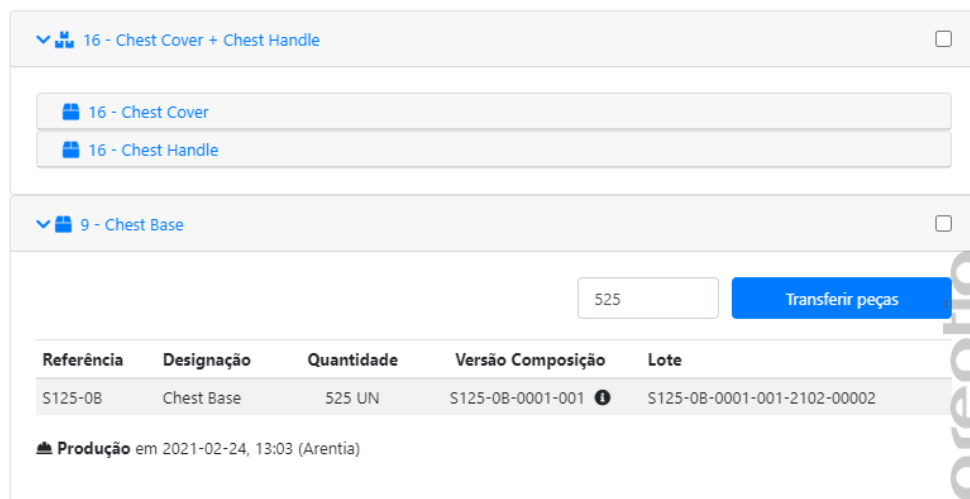 16 - Chest Cover + Chest Handle
16 - Chest Cover
16 - Chest Handle
9 - Chest Base
525 Transferir peças
Referência Designação Quantidade Versão Composição Lote
S125-0B Chest Base 525 UN S125-0B-0001-001 S125-0B-0001-001-2102-00002
Produção em 2021-02-24, 13:03 (Arentia)